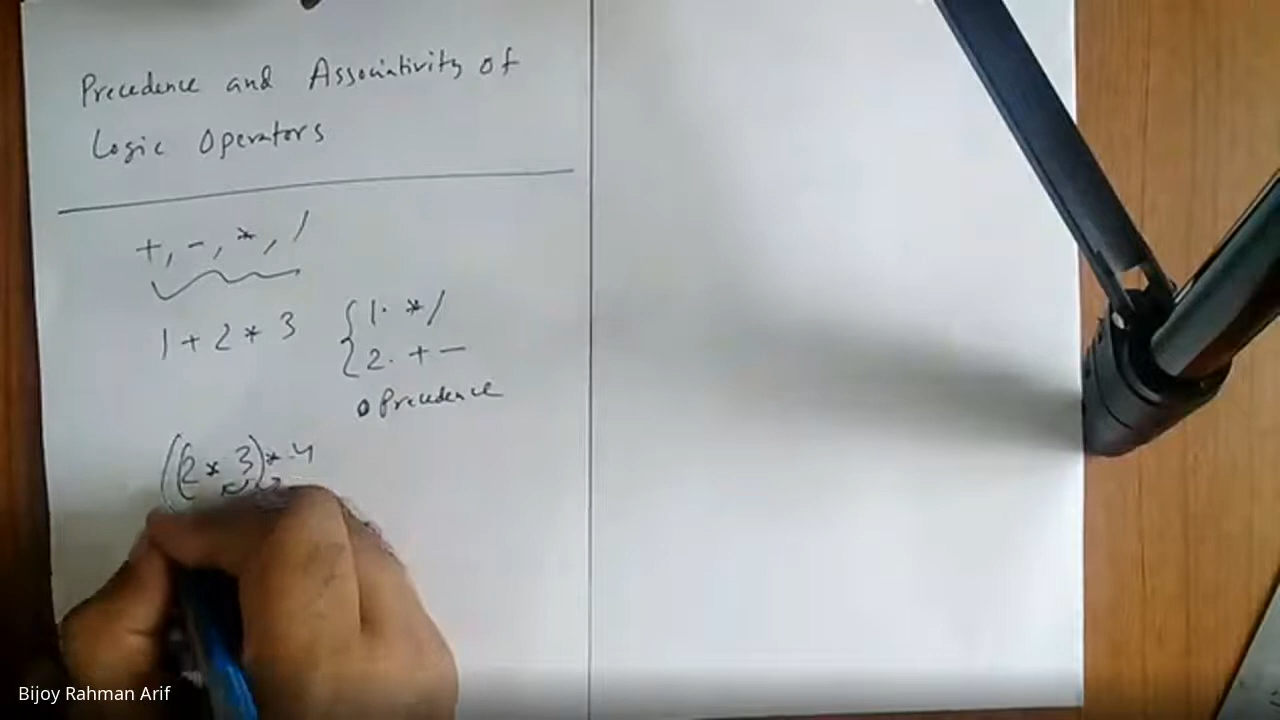 Precedence and Associativity of
Logic Operators
+, -, *, /
1 + 2 * 3
1. * /
2. + -
Precedence
((2 * 3) * 4
Bijoy Rahman Arif